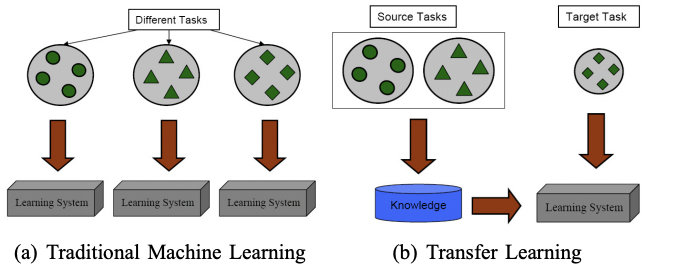 Different Tasks
Learning System
Learning System
Learning System
(a) Traditional Machine Learning
Source Tasks
Target Task
Knowledge
Learning System
(b) Transfer Learning